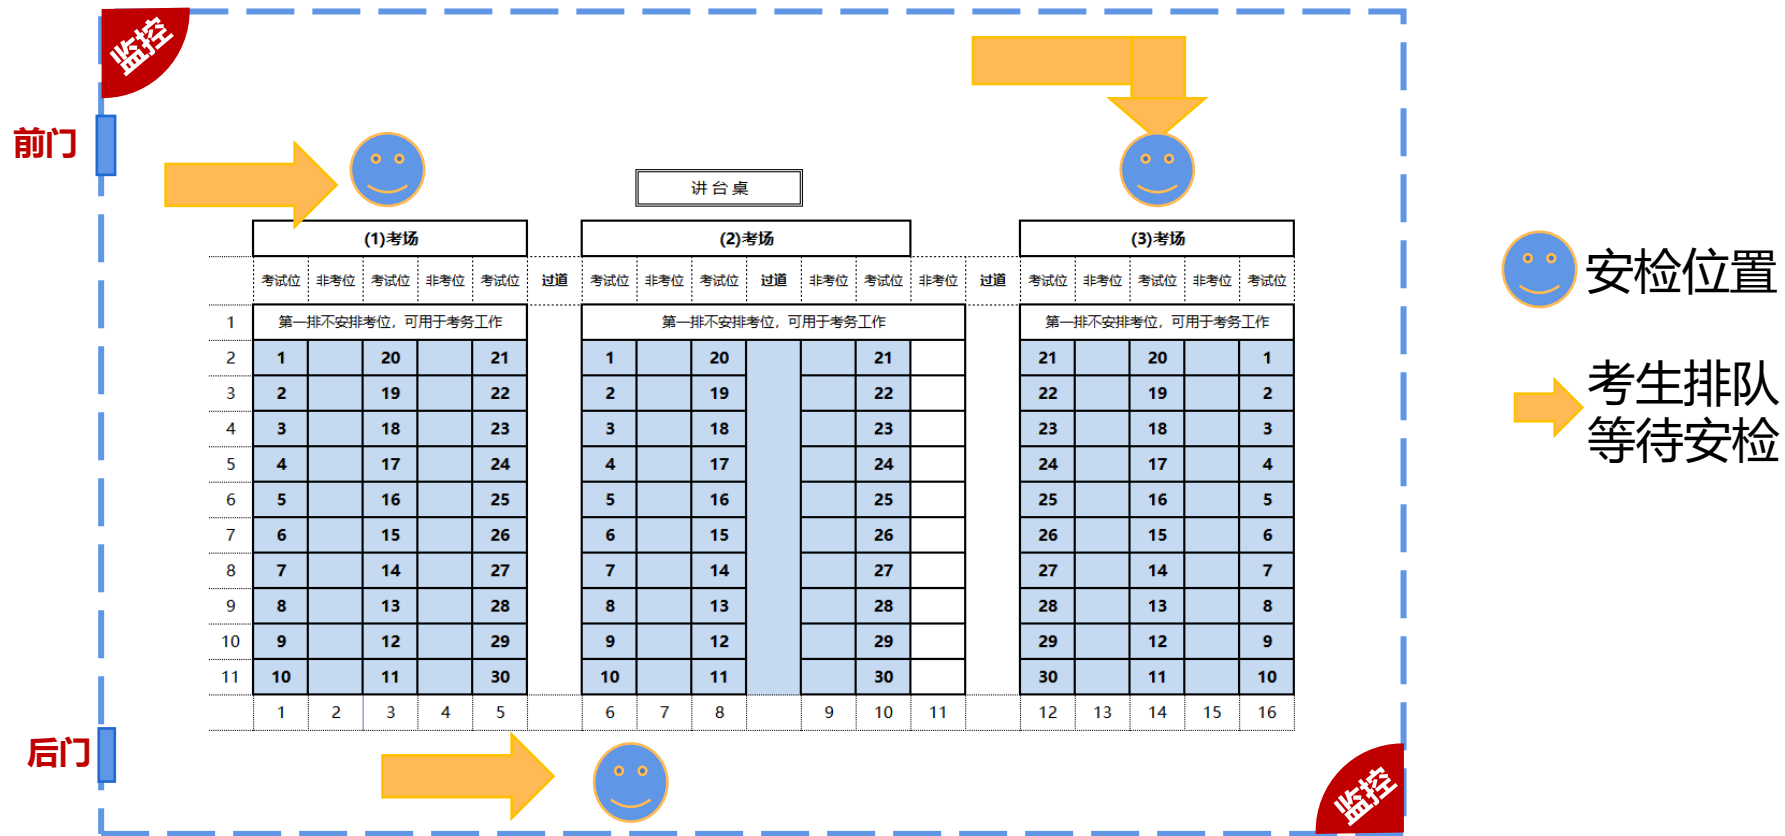 监控
前门
讲台桌
(1)考场 (2)考场 (3)考场
考试位 非考位 考试位 非考位 考试位 过道 考试位 非考位 考试位 过道 非考位 考试位 非考位 过道 考试位 非考位 考试位 非考位 考试位
1 第一排不安排考位，可用于考务工作 第一排不安排考位，可用于考务工作 第一排不安排考位，可用于考务工作
2 1 20 21 1 20 21 21 20 1
3 2 19 22 2 19 22 22 19 2
4 3 18 23 3 18 23 23 18 3
5 4 17 24 4 17 24 24 17 4
6 5 16 25 5 16 25 25 16 5
7 6 15 26 6 15 26 26 15 6
8 7 14 27 7 14 27 27 14 7
9 8 13 28 8 13 28 28 13 8
10 9 12 29 9 12 29 29 12 9
11 10 11 30 10 11 30 30 11 10
1 2 3 4 5 6 7 8 9 10 11 12 13 14 15 16
后门
监控
安检位置
考生排队
等待安检